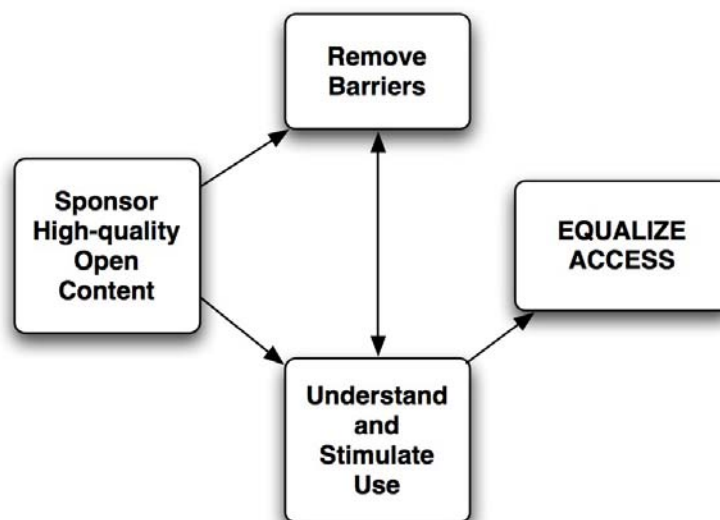 Remove
Barriers
Sponsor
High-quality
Open
Content
EQUALIZE
ACCESS
Understand
and
Stimulate
Use